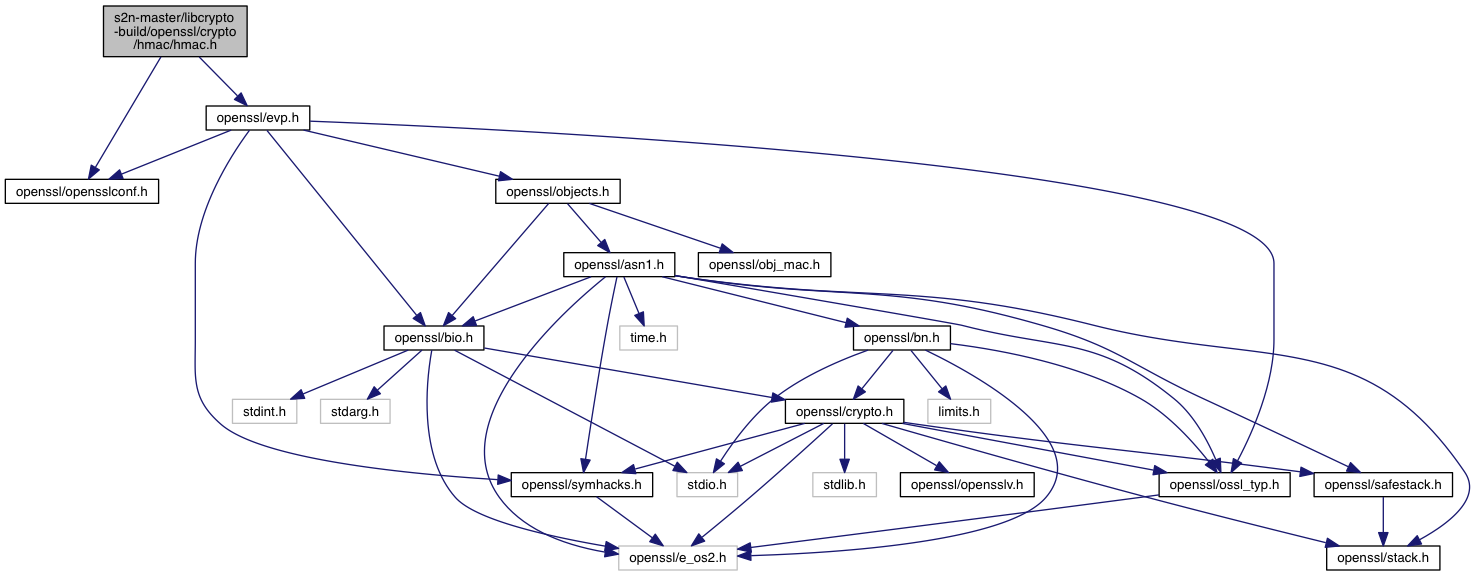 s2n-master/libcrypto
-build/openssl/crypto
/hmac/hmac.h
openssl/evp.h
openssl/opensslconf.h
openssl/objects.h
openssl/asn1.h
openssl/obj_mac.h
openssl/bio.h
time.h
openssl/bn.h
stdint.h
stdarg.h
openssl/crypto.h
limits.h
openssl/symhacks.h
stdio.h
stdlib.h
openssl/opensslv.h
openssl/ossl_typ.h
openssl/safestack.h
openssl/e_os2.h
openssl/stack.h